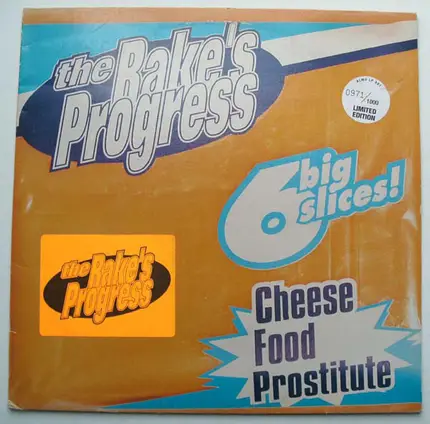 the Rake's
Progress
0971/1000
LIMITED
EDITION
6 big
slices!
the Rake's
Progress
Cheese
Food
Prostitute